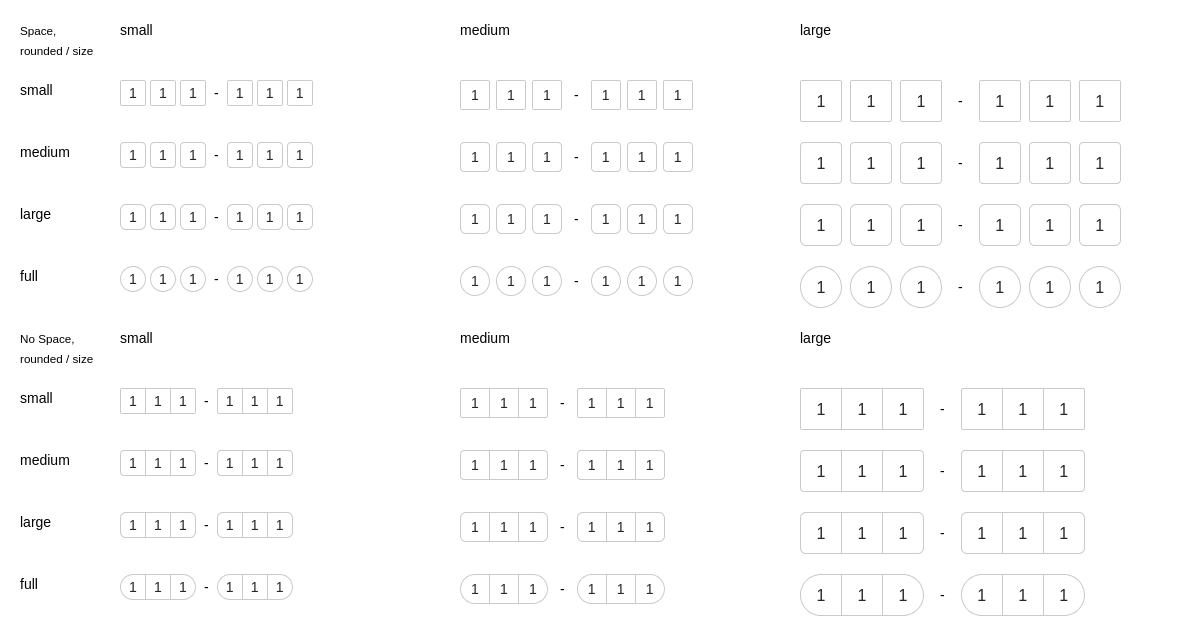 Space, small medium large
rounded / size
small 1 1 1 - 1 1 1 1 1 1 - 1 1 1 1 1 1 - 1 1 1
medium 1 1 1 - 1 1 1 1 1 1 - 1 1 1 1 1 1 - 1 1 1
large 1 1 1 - 1 1 1 1 1 1 - 1 1 1 1 1 1 - 1 1 1
full 1 1 1 - 1 1 1 1 1 1 - 1 1 1 1 1 1 - 1 1 1
No Space, small medium large
rounded / size
small 1 1 1 - 1 1 1 1 1 1 - 1 1 1 1 1 1 - 1 1 1
medium 1 1 1 - 1 1 1 1 1 1 - 1 1 1 1 1 1 - 1 1 1
large 1 1 1 - 1 1 1 1 1 1 - 1 1 1 1 1 1 - 1 1 1
full 1 1 1 - 1 1 1 1 1 1 - 1 1 1 1 1 1 - 1 1 1